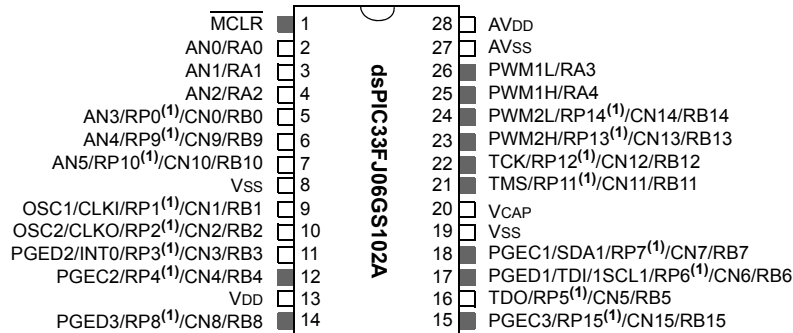 MCLR 1 28 AVDD
AN0/RA0 2 27 AVSS
AN1/RA1 3 26 PWM1L/RA3
AN2/RA2 4 25 PWM1H/RA4
AN3/RP0(1)/CN0/RB0 5 24 PWM2L/RP14(1)/CN14/RB14
AN4/RP9(1)/CN9/RB9 6 23 PWM2H/RP13(1)/CN13/RB13
AN5/RP10(1)/CN10/RB10 7 22 TCK/RP12(1)/CN12/RB12
VSS 8 21 TMS/RP11(1)/CN11/RB11
OSC1/CLKI/RP1(1)/CN1/RB1 9 20 VCAP
OSC2/CLKO/RP2(1)/CN2/RB2 10 19 VSS
PGED2/INT0/RP3(1)/CN3/RB3 11 18 PGEC1/SDA1/RP7(1)/CN7/RB7
PGEC2/RP4(1)/CN4/RB4 12 17 PGED1/TDI/1SCL1/RP6(1)/CN6/RB6
VDD 13 16 TDO/RP5(1)/CN5/RB5
PGED3/RP8(1)/CN8/RB8 14 15 PGEC3/RP15(1)/CN15/RB15
dsPIC33FJ06GS102A